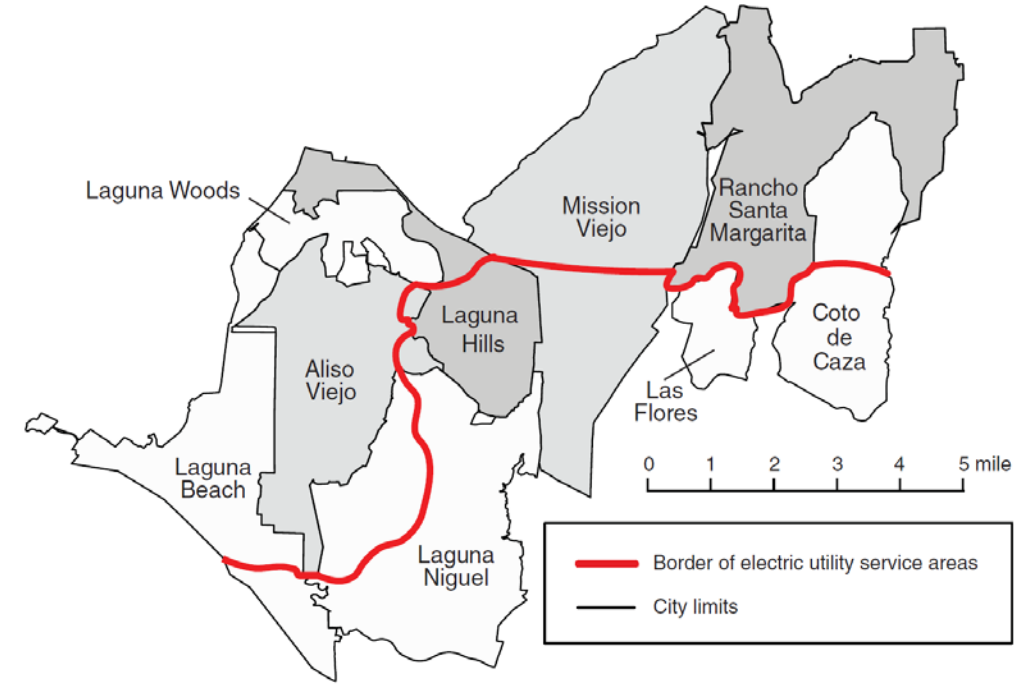 Laguna Woods
Mission
Viejo
Rancho
Santa
Margarita
Laguna
Hills
Coto
de
Caza
Aliso
Viejo
Las
Flores
Laguna
Beach
Laguna
Niguel
0 1 2 3 4 5 mile
Border of electric utility service areas
City limits